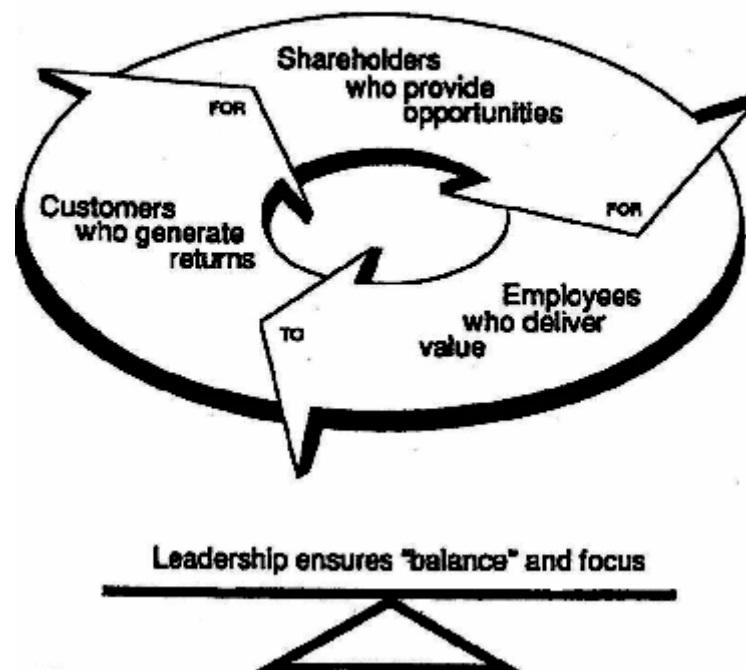 Shareholders
who provide
opportunities
FOR
Employees
who deliver
value
TO
Customers
who generate
returns
FOR
Leadership ensures "balance" and focus